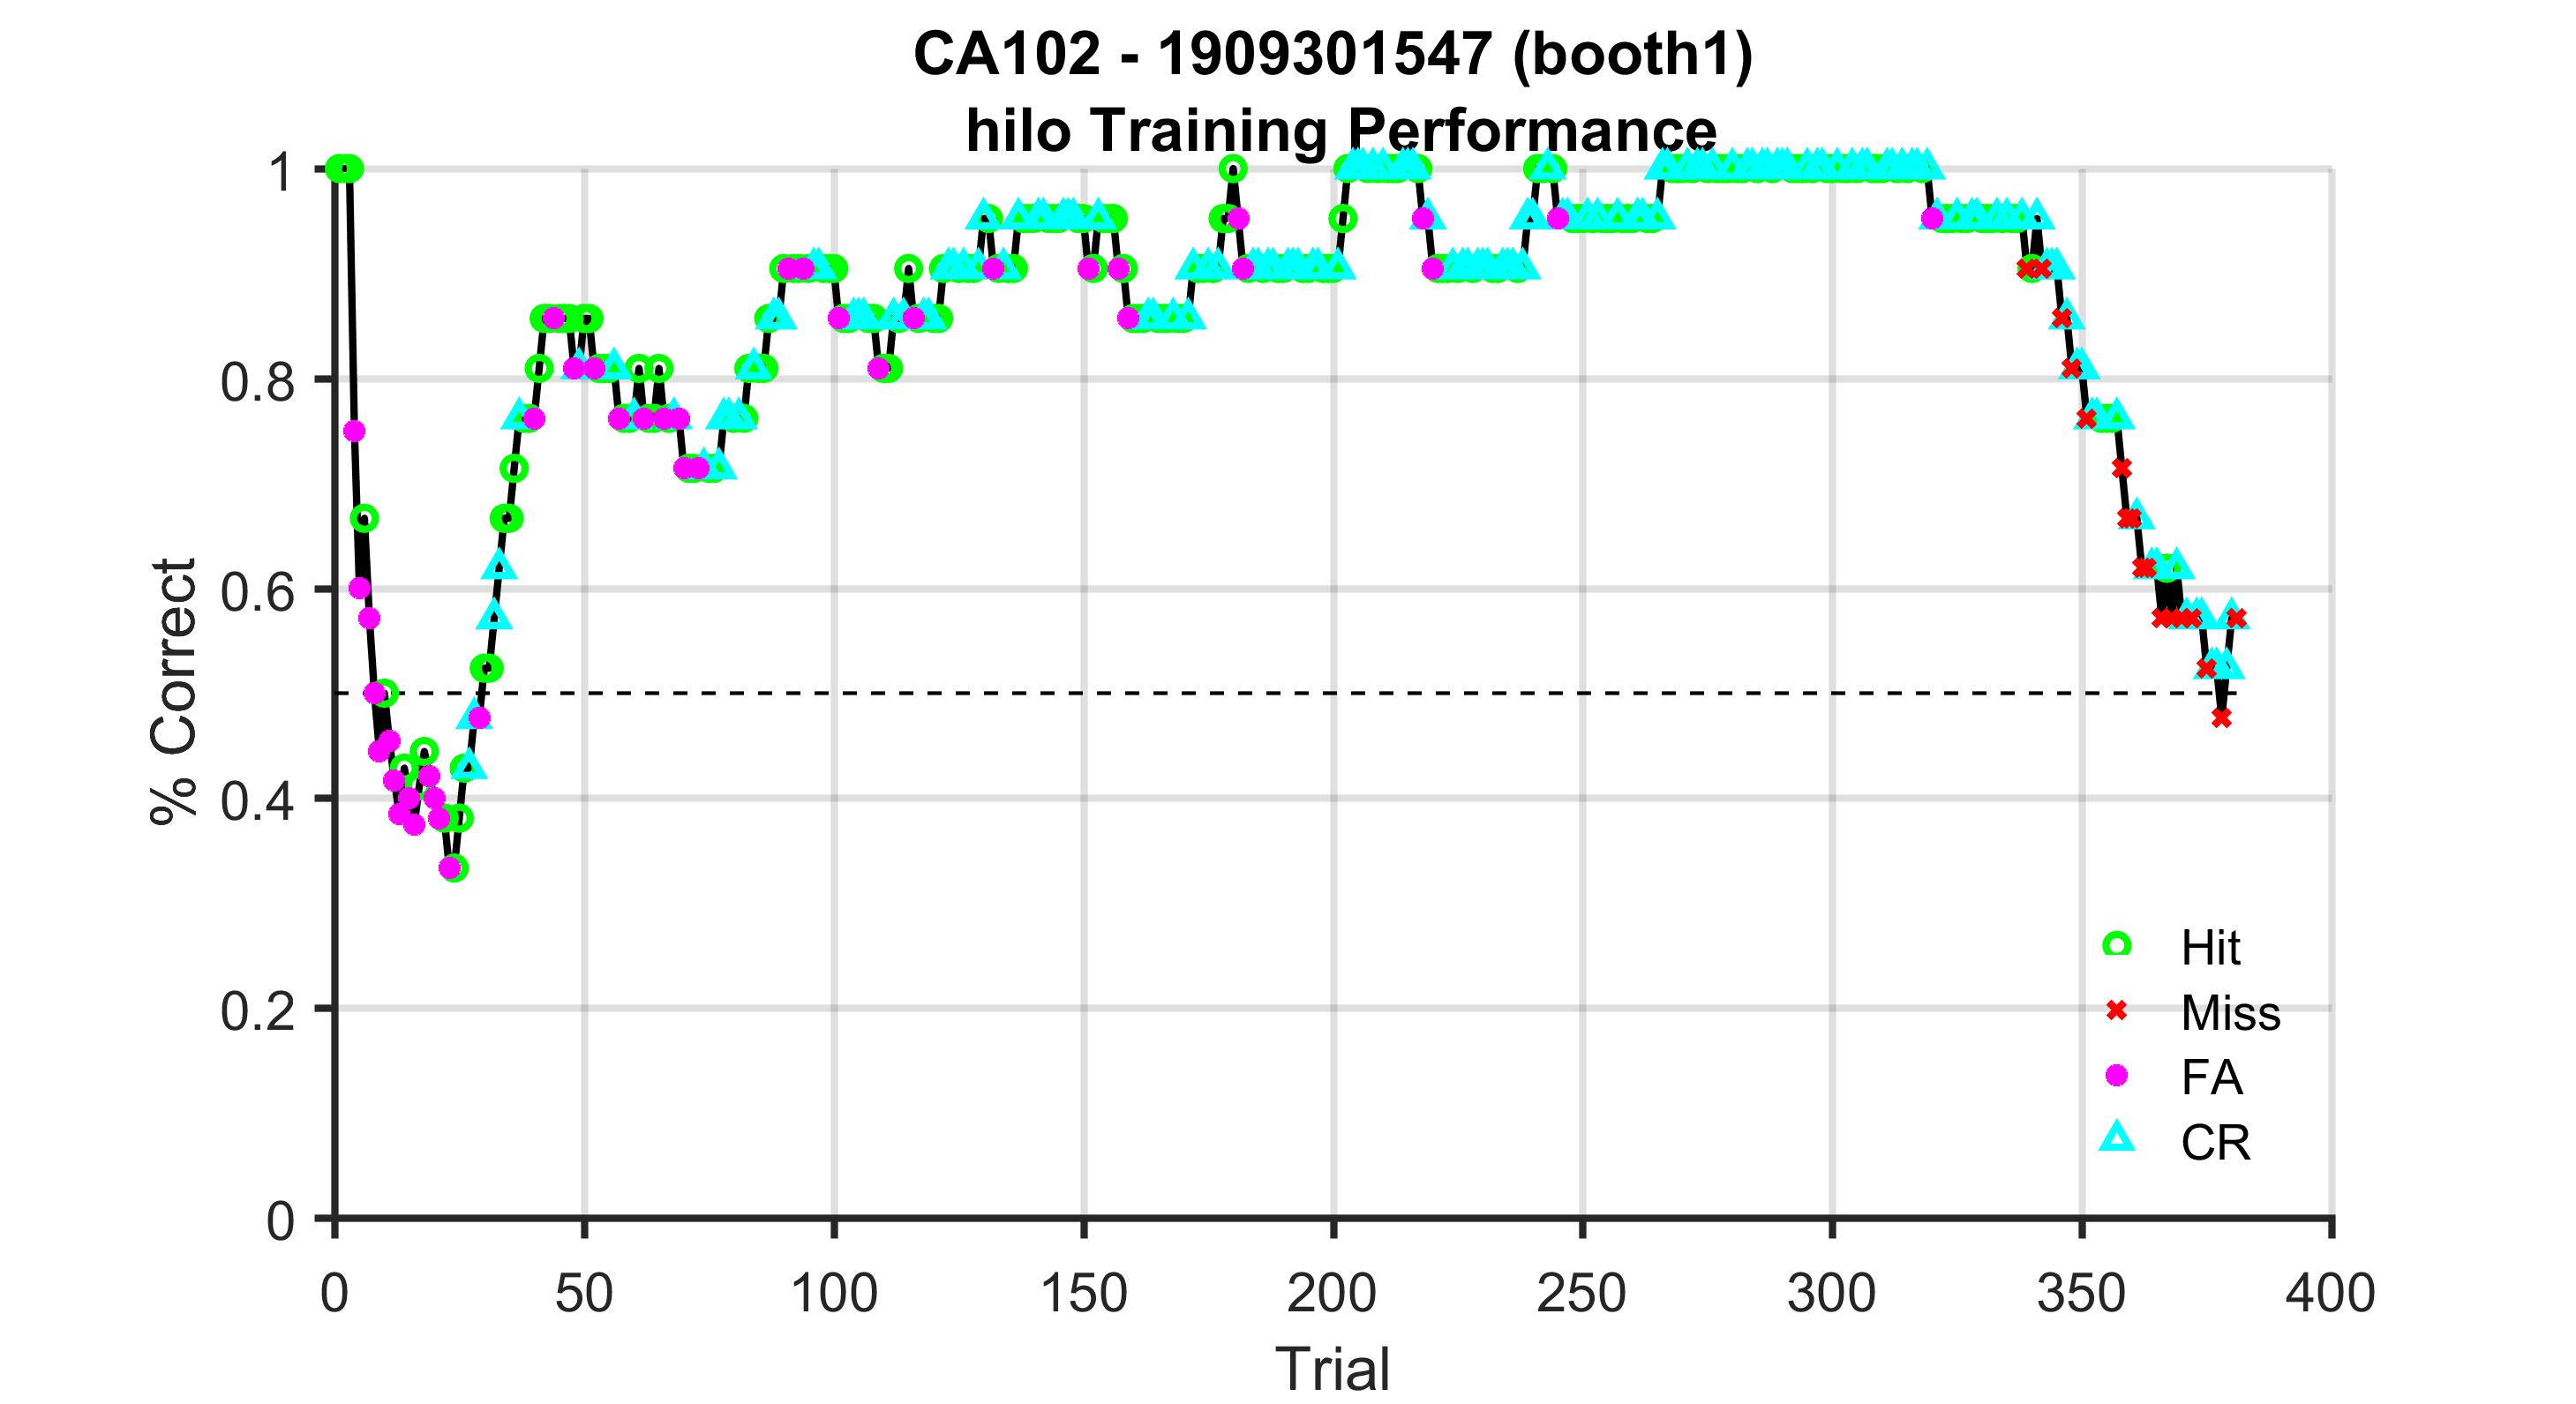 CA102 - 1909301547 (booth1)
hilo Training Performance
% Correct
1
0.8
0.6
0.4
0.2
0
0 50 100 150 200 250 300 350 400
Trial
Hit
Miss
FA
CR